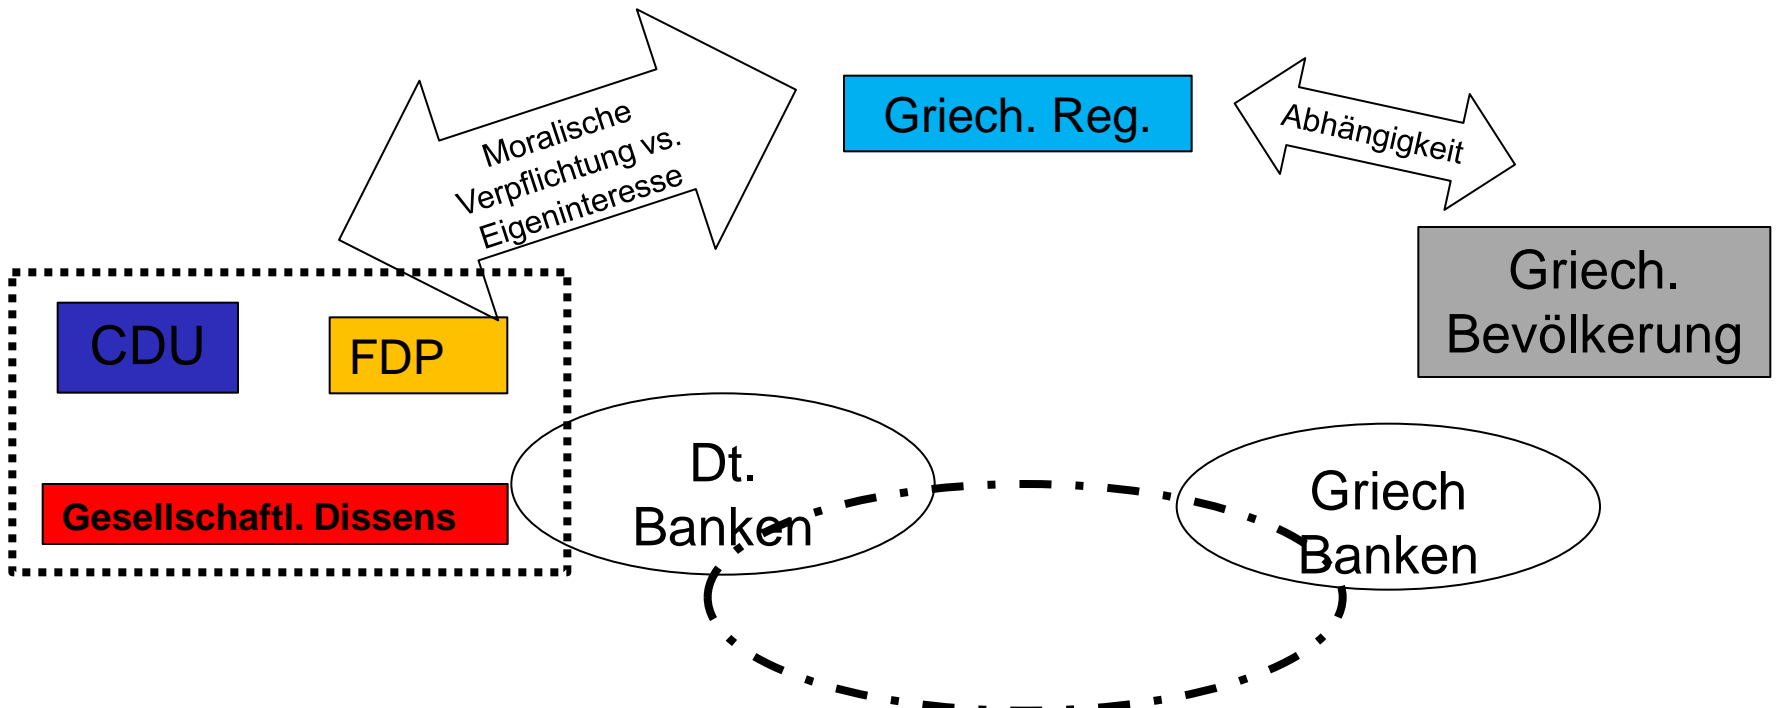 Moralische
Verpflichtung vs.
Eigeninteresse
Griech. Reg.
Abhängigkeit
Griech.
Bevölkerung
CDU
FDP
Gesellschaftl. Dissens
Dt.
Banken
Griech
Banken